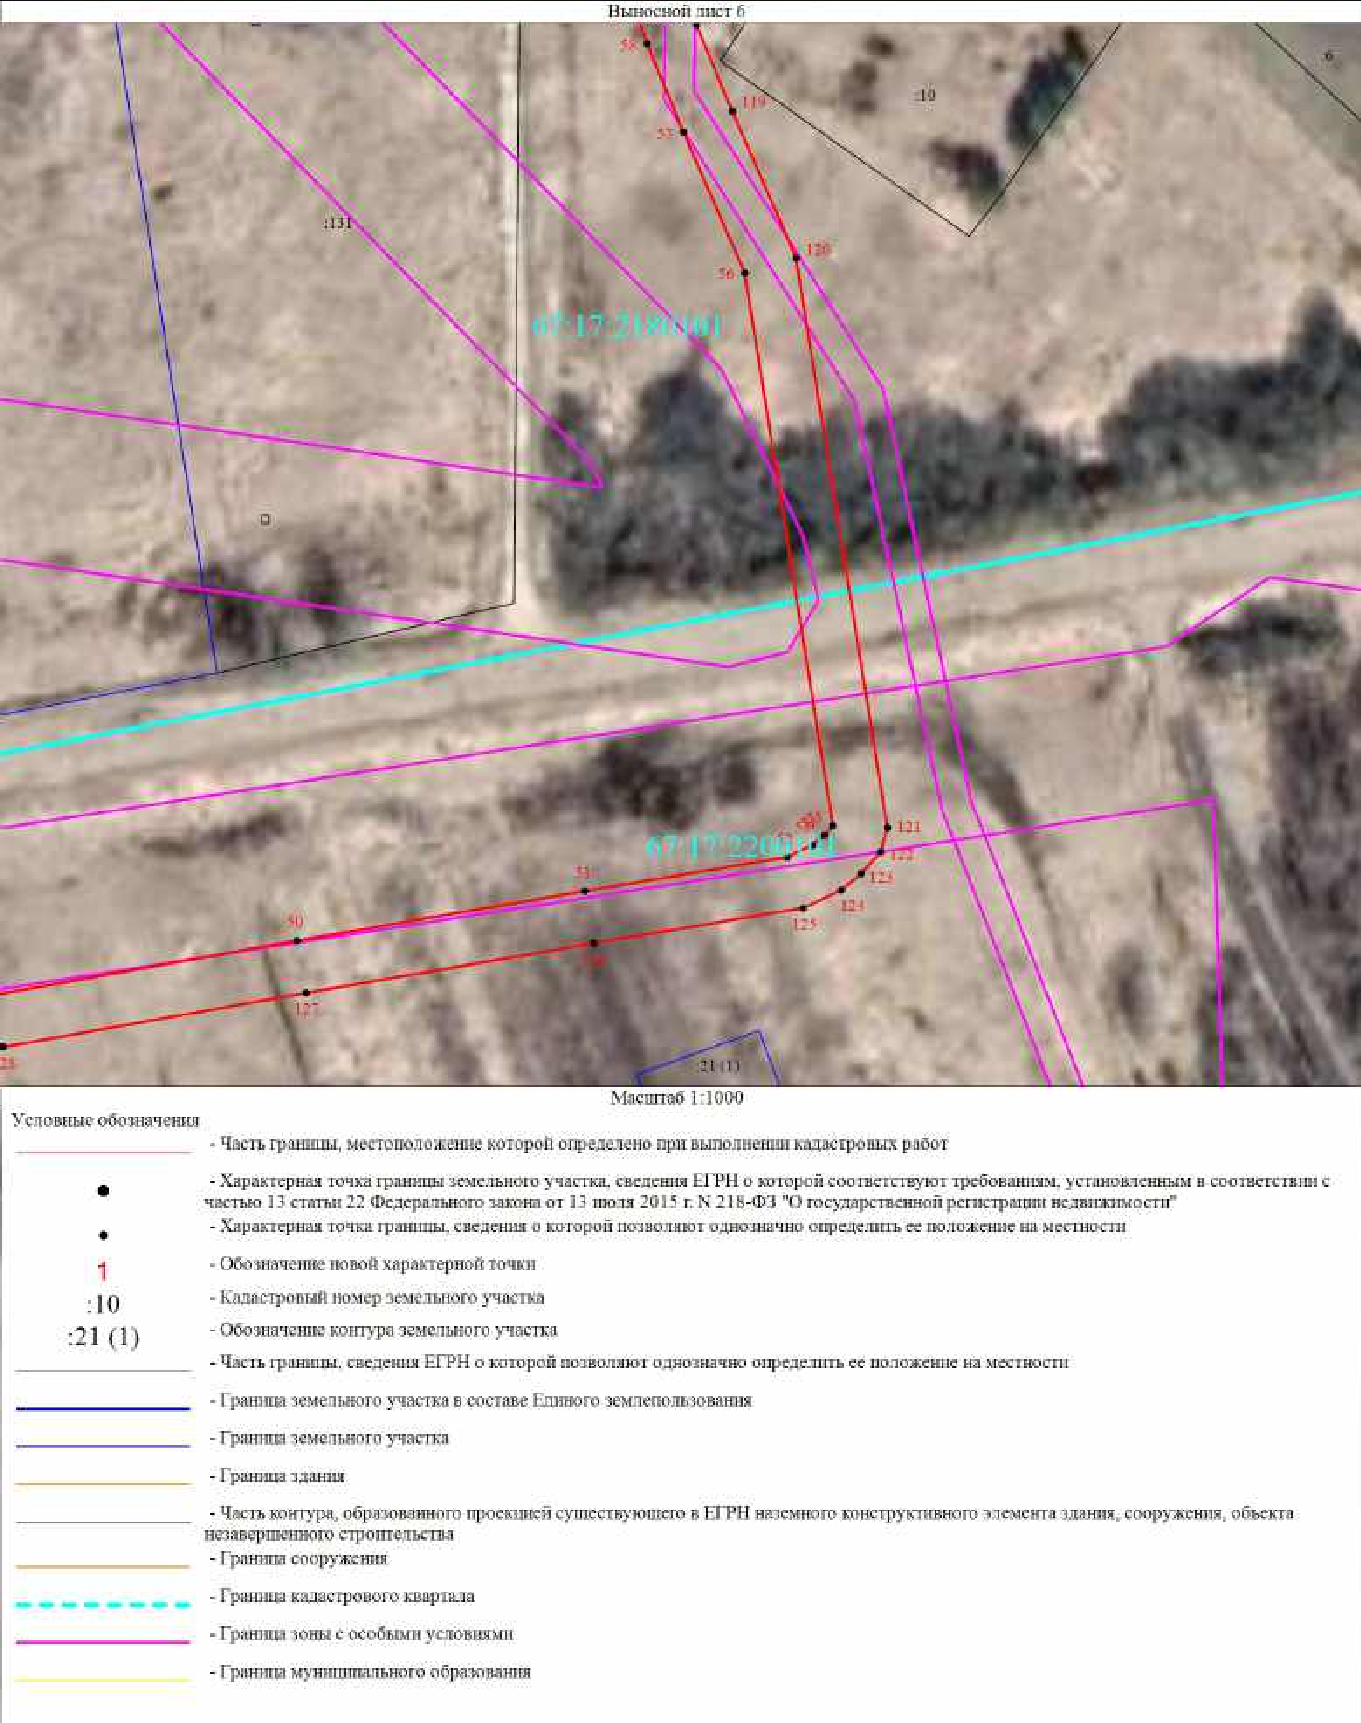 Выносной лист 6
58
119
:10
6
57
:131
120
56
67:17:2180101
121
67:17:2200101
122
51
123
124
50
125
127
:21 (1)
Масштаб 1:1000
Условные обозначения
- Часть границы, местоположение которой определено при выполнении кадастровых работ
- Характерная точка границы земельного участка, сведения ЕГРН о которой соответствуют требованиям, установленным в соответствии с
частью 13 статьи 22 Федерального закона от 13 июля 2015 г. N 218-ФЗ "О государственной регистрации недвижимости"
- Характерная точка границы, сведения о которой позволяют однозначно определить ее положение на местности
1 - Обозначение новой характерной точки
:10 - Кадастровый номер земельного участка
:21 (1) - Обозначение контура земельного участка
- Часть границы, сведения ЕГРН о которой позволяют однозначно определить ее положение на местности
- Граница земельного участка в составе Единого землепользования
- Граница земельного участка
- Граница здания
- Часть контура, образованного проекцией существующего в ЕГРН наземного конструктивного элемента здания, сооружения, объекта
незавершенного строительства
- Граница сооружения
- Граница кадастрового квартала
- Граница зоны с особыми условиями
- Граница муниципального образования